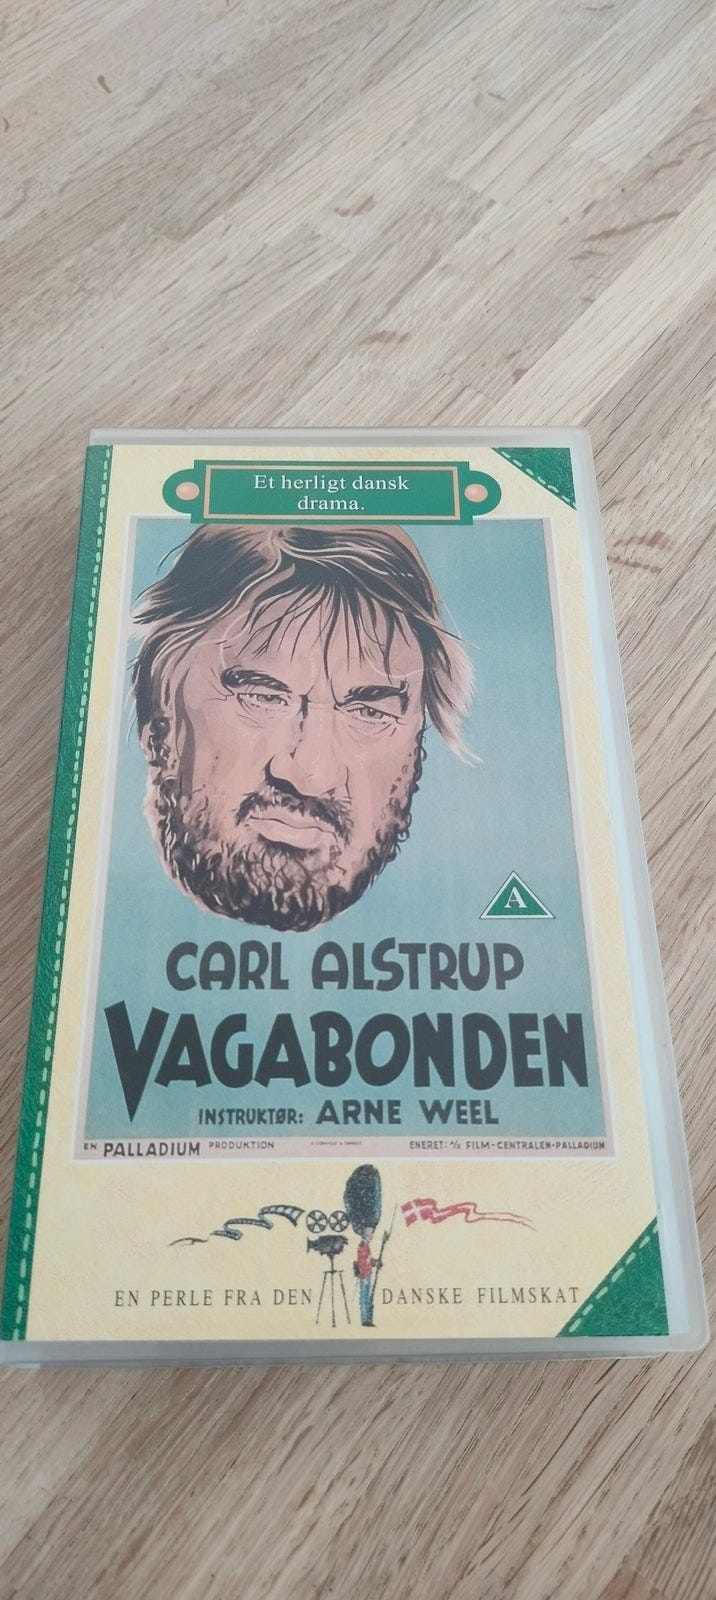 Et herligt dansk
drama.
A
CARL ALSTRUP
VAGABONDEN
INSTRUKTØR: ARNE WEEL
EN PALLADIUM PRODUKTION
ENERET: A/S FILM-CENTRALEN-PALLADIUM
EN PERLE FRA DEN DANSKE FILMSKAT